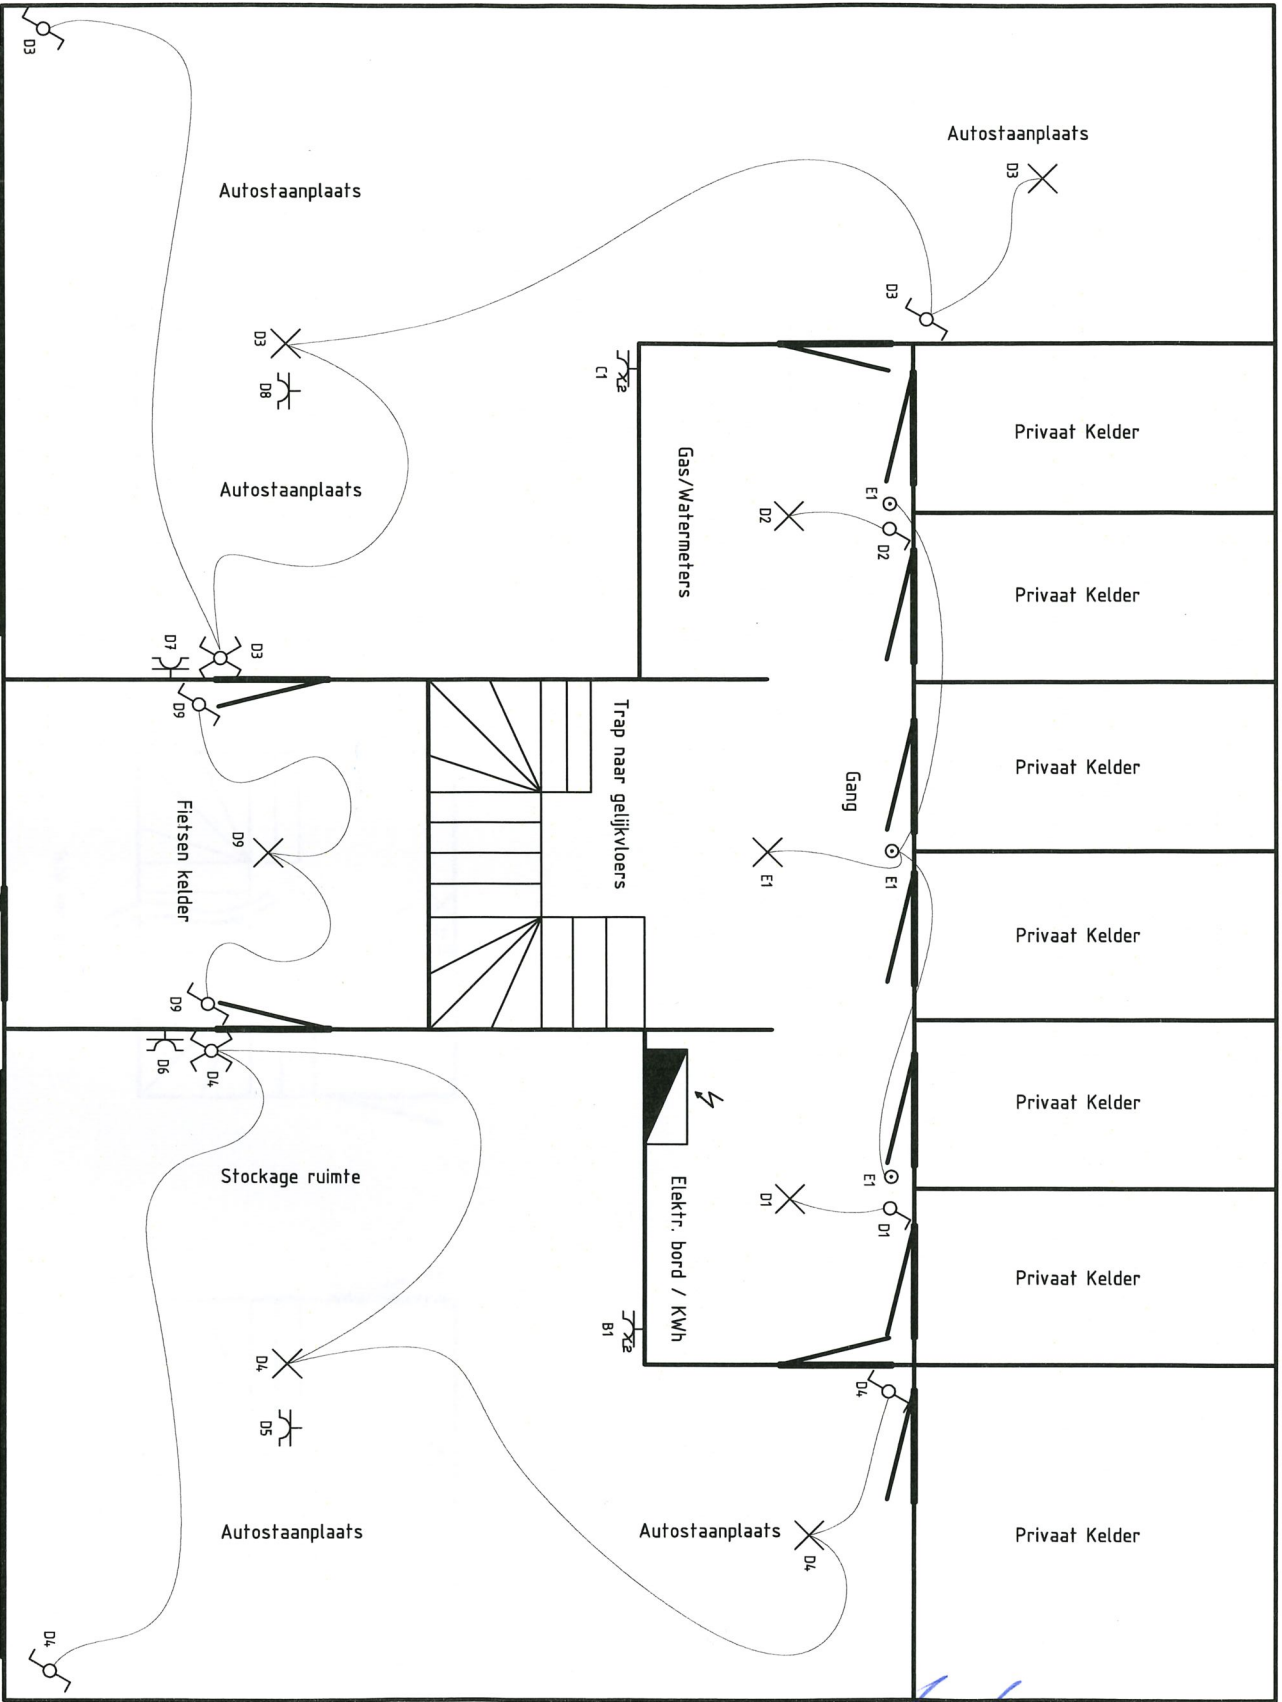 D3
Autostaanplaats
D3
Autostaanplaats
D3
D3
C1
x2
D8
Privaat Kelder
Gas/Watermeters
Autostaanplaats
E1
D2
D2
Privaat Kelder
D7
D3
D9
Trap naar gelijkvloers
Gang
Privaat Kelder
Fietsen kelder
D9
E1
E1
Privaat Kelder
D9
D6
D4
Privaat Kelder
Stockage ruimte
Elektr. bord / KWh
D1
E1
D1
Privaat Kelder
B1
x2
D4
D4
D5
Autostaanplaats
Autostaanplaats
D4
Privaat Kelder
D4